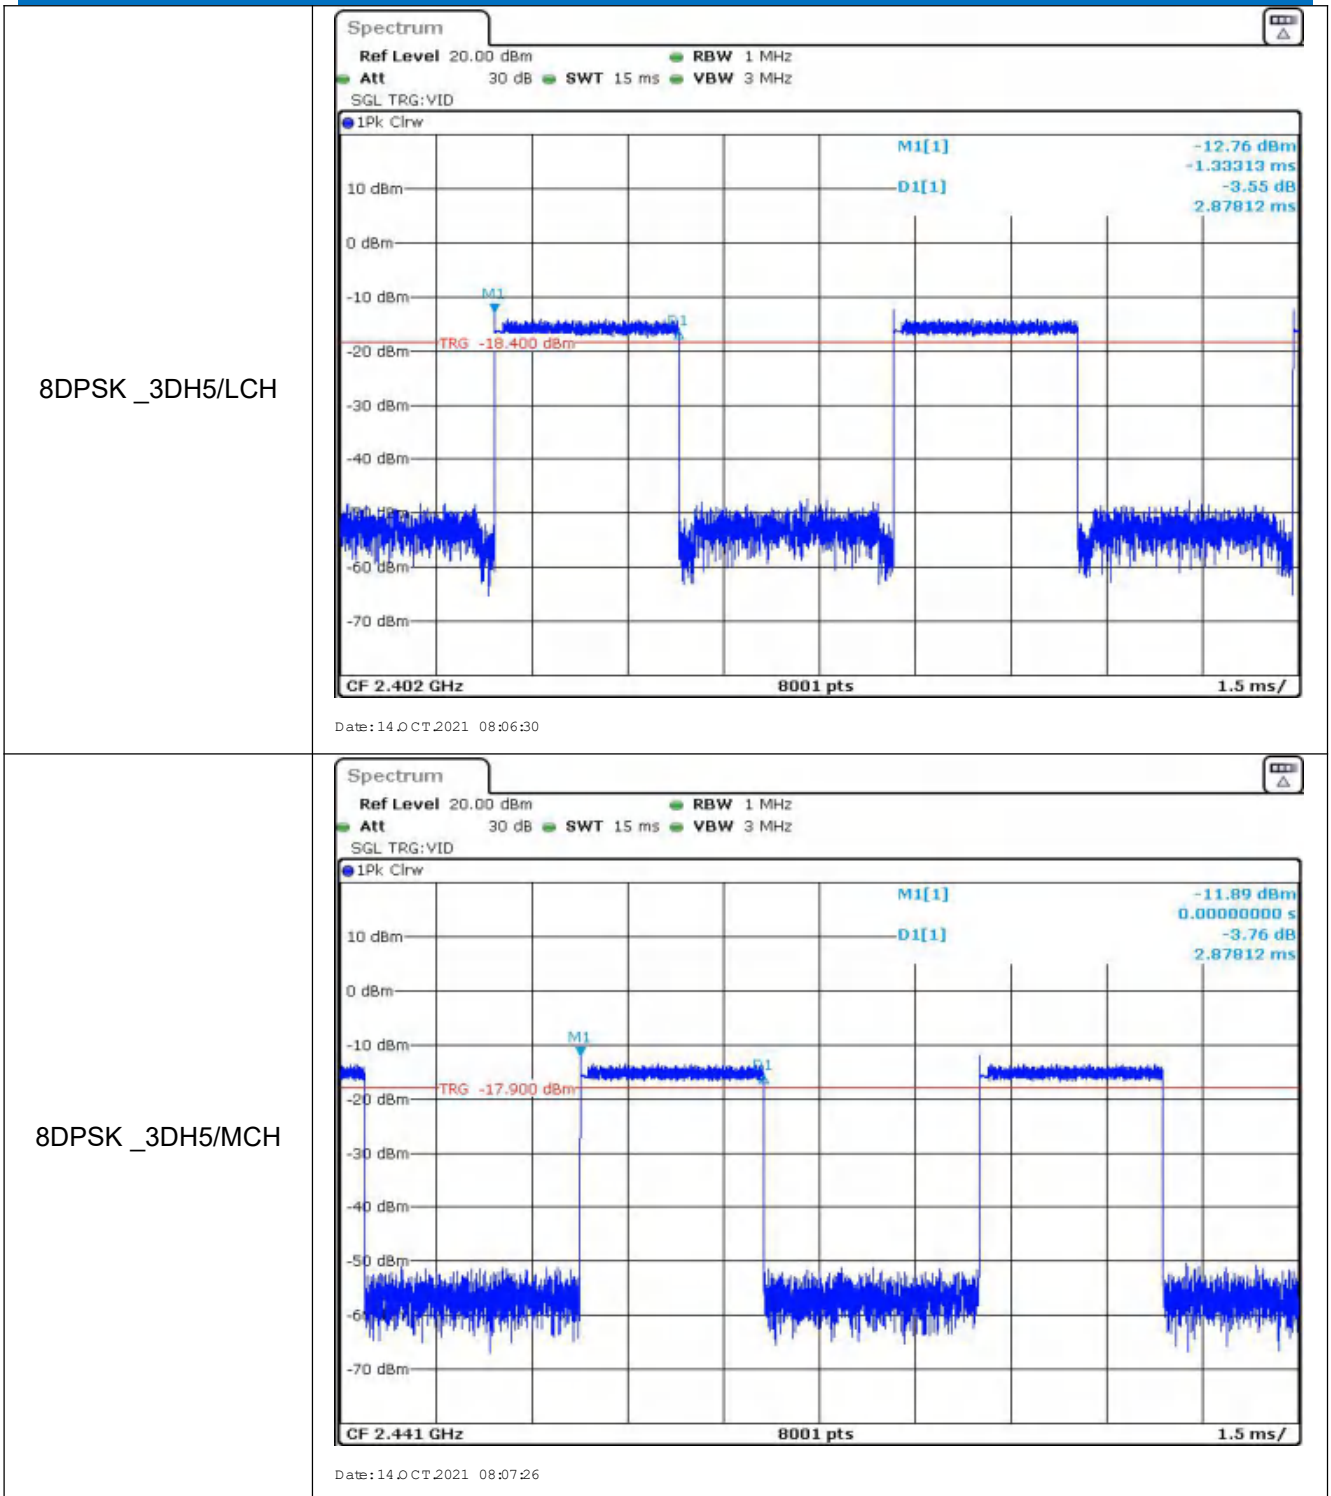 8DPSK _3DH5/LCH
Spectrum
Ref Level 20.00 dBm RBW 1 MHz
Att 30 dB SWT 15 ms VBW 3 MHz
SGL TRG:VID
1Pk Clrw
M1[1] -12.76 dBm
-1.33313 ms
D1[1] -3.55 dB
2.87812 ms
10 dBm
0 dBm
-10 dBm
M1
D1
TRG -18.400 dBm
-20 dBm
-30 dBm
-40 dBm
-60 dBm
-70 dBm
CF 2.402 GHz 8001 pts 1.5 ms/
Date: 14.OCT.2021 08:06:30
8DPSK _3DH5/MCH
Spectrum
Ref Level 20.00 dBm RBW 1 MHz
Att 30 dB SWT 15 ms VBW 3 MHz
SGL TRG:VID
1Pk Clrw
M1[1] -11.89 dBm
0.00000000 s
D1[1] -3.76 dB
2.87812 ms
10 dBm
0 dBm
-10 dBm
M1
D1
TRG -17.900 dBm
-20 dBm
-30 dBm
-40 dBm
-50 dBm
-70 dBm
CF 2.441 GHz 8001 pts 1.5 ms/
Date: 14.OCT.2021 08:07:26